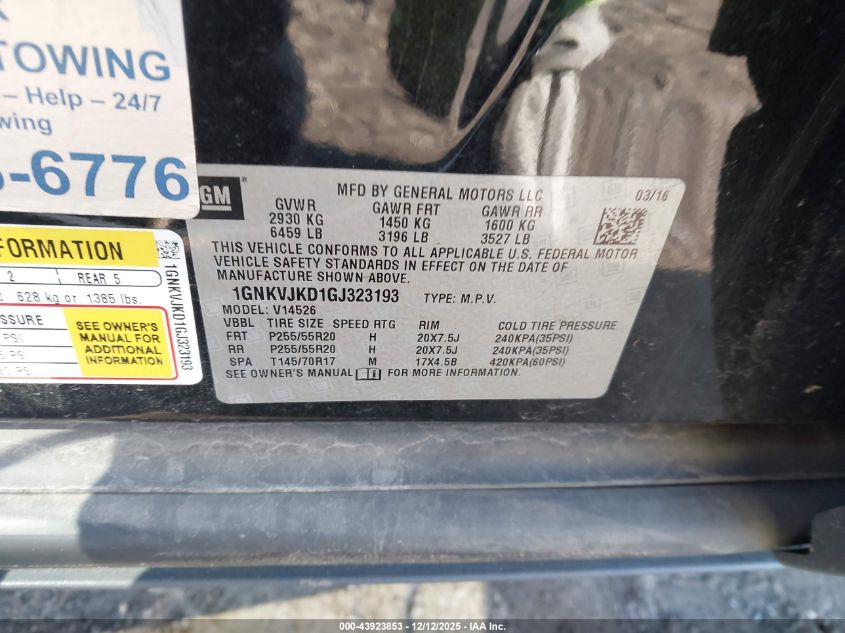 TOWING
– Help – 24/7
wing
-6776
FORMATION
2 REAR 5
628 kg or 1385 lbs.
SSURE
SEE OWNER'S
MANUAL FOR
ADDITIONAL
INFORMATION
1GNKVJKD1GJ323193
GM
MFD BY GENERAL MOTORS LLC 03/16
GVWR GAWR FRT GAWR RR
2930 KG 1450 KG 1600 KG
6459 LB 3196 LB 3527 LB
THIS VEHICLE CONFORMS TO ALL APPLICABLE U.S. FEDERAL MOTOR
VEHICLE SAFETY STANDARDS IN EFFECT ON THE DATE OF
MANUFACTURE SHOWN ABOVE.
1GNKVJKD1GJ323193 TYPE: M.P.V.
MODEL: V14526
VBBL TIRE SIZE SPEED RTG RIM COLD TIRE PRESSURE
FRT P255/55R20 H 20X7.5J 240KPA(35PSI)
RR P255/55R20 H 20X7.5J 240KPA(35PSI)
SPA T145/70R17 M 17X4.5B 420KPA(60PSI)
SEE OWNER'S MANUAL FOR MORE INFORMATION.
000-43923853 - 12/12/2025 - IAA Inc.